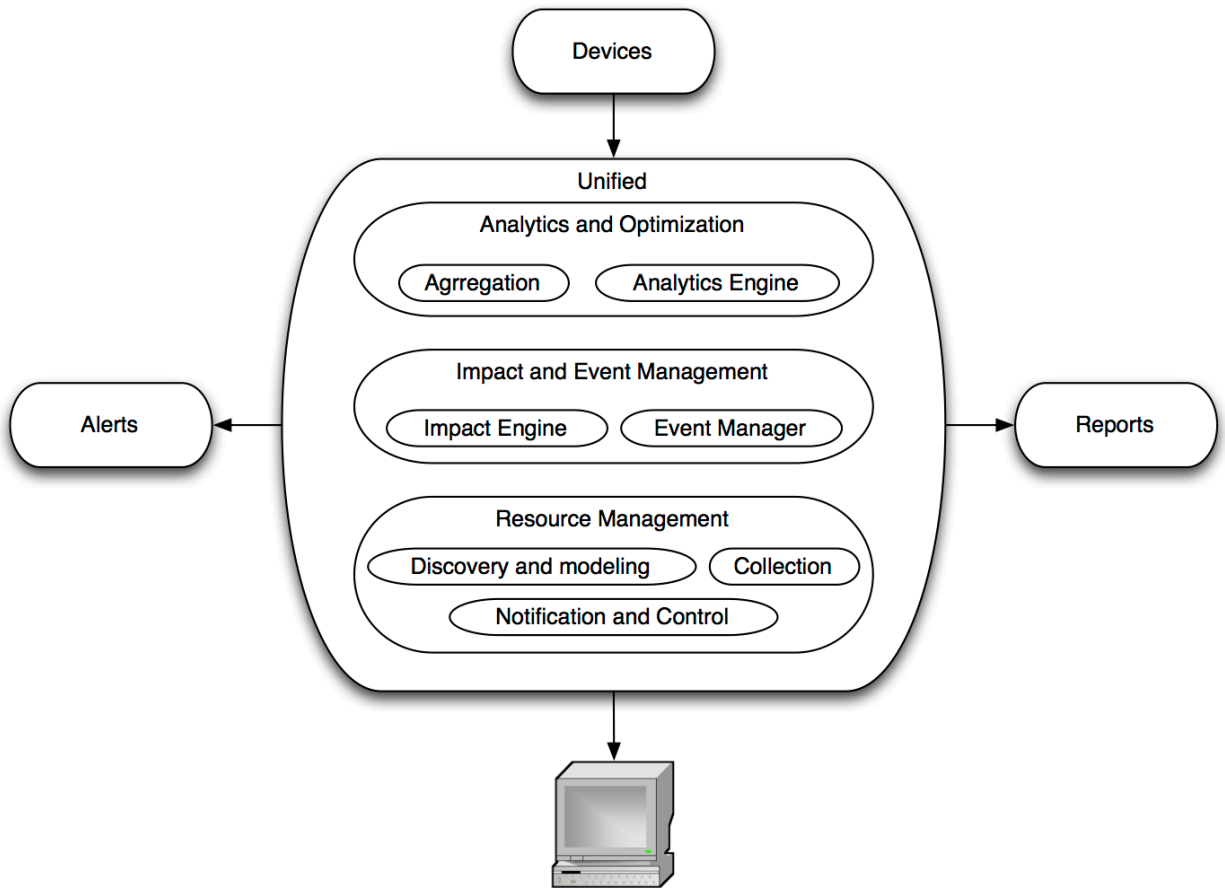 Devices
Unified
Analytics and Optimization
Agrregation
Analytics Engine
Impact and Event Management
Impact Engine
Event Manager
Alerts
Reports
Resource Management
Discovery and modeling
Collection
Notification and Control